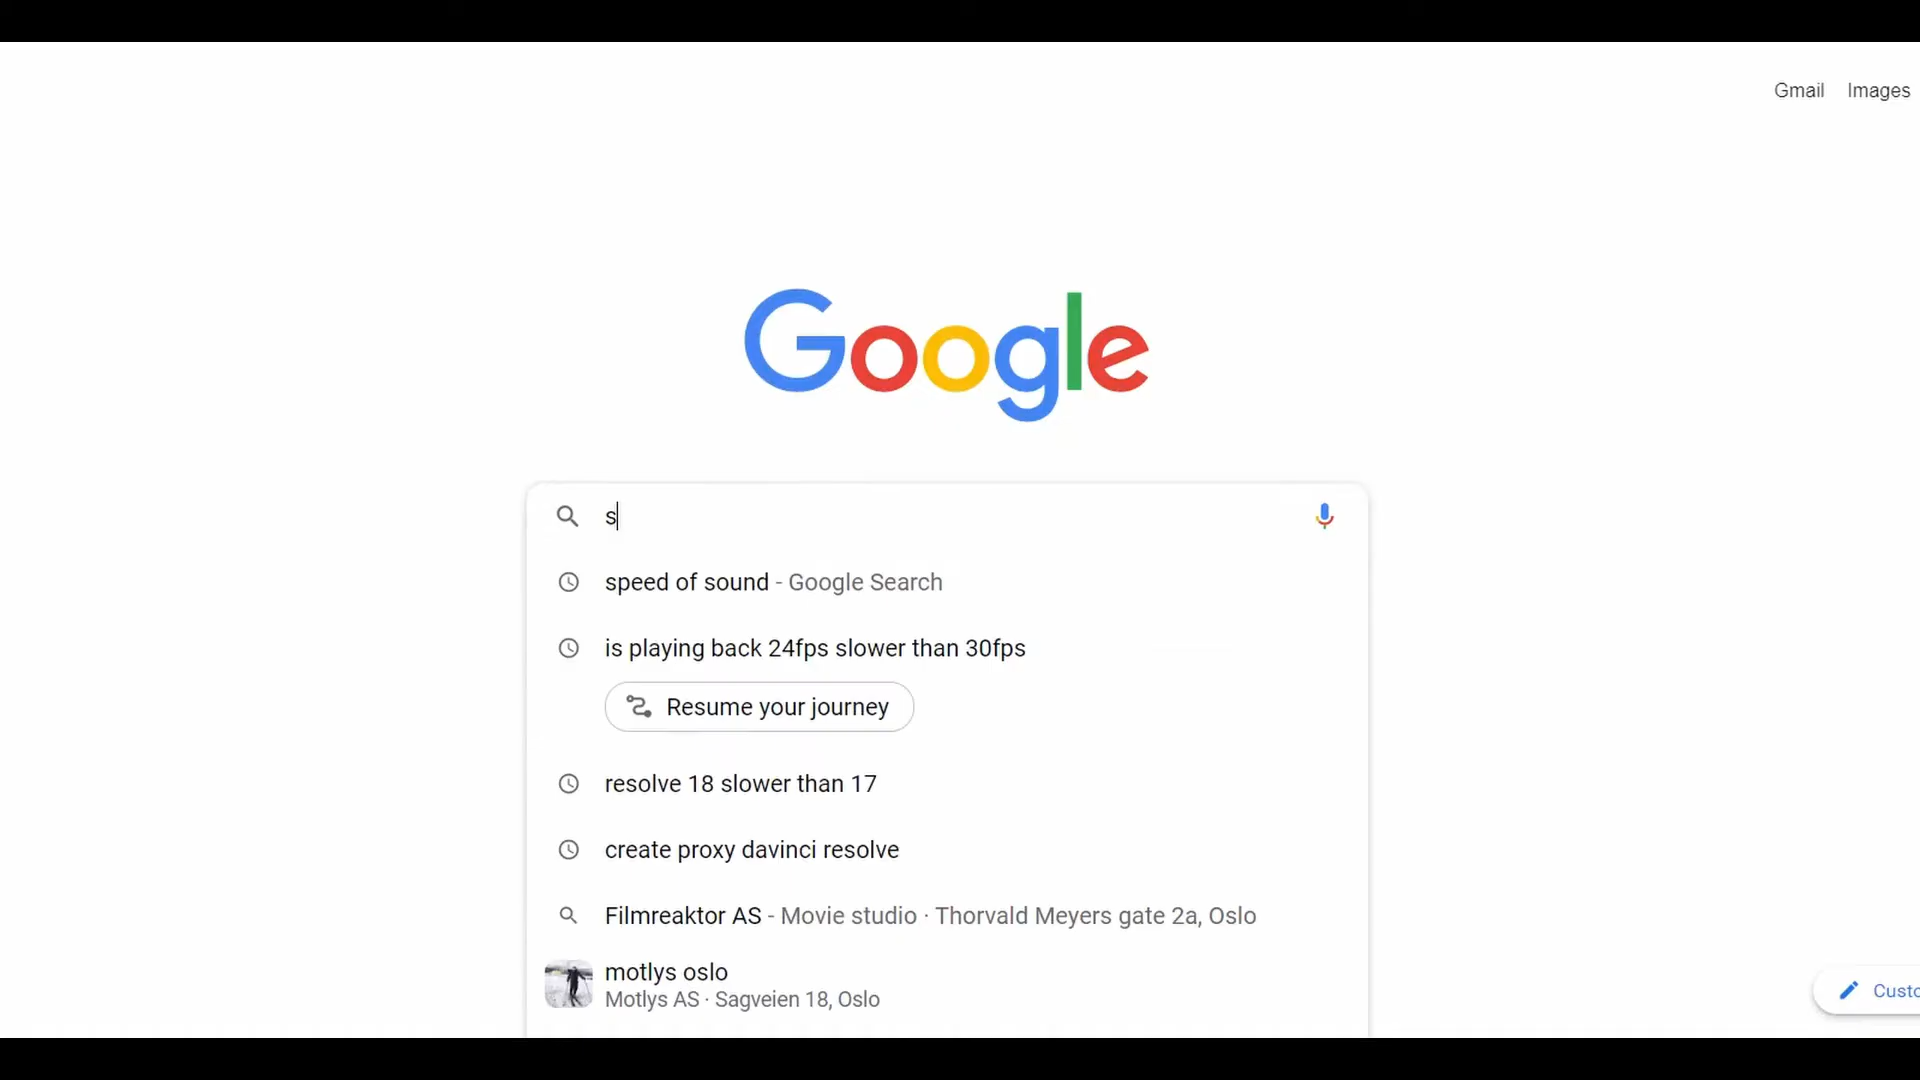 Gmail Images
Google
s
speed of sound - Google Search
is playing back 24fps slower than 30fps
Resume your journey
resolve 18 slower than 17
create proxy davinci resolve
Filmreaktor AS - Movie studio · Thorvald Meyers gate 2a, Oslo
motlys oslo
Motlys AS · Sagveien 18, Oslo
Custo